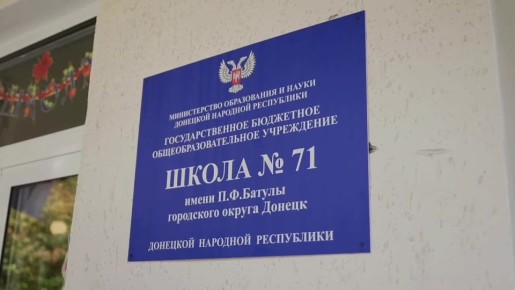 МИНИСТЕРСТВО ОБРАЗОВАНИЯ И НАУКИ
ДОНЕЦКОЙ НАРОДНОЙ РЕСПУБЛИКИ
ГОСУДАРСТВЕННОЕ БЮДЖЕТНОЕ
ОБЩЕОБРАЗОВАТЕЛЬНОЕ УЧРЕЖДЕНИЕ
ШКОЛА № 71
имени П.Ф.Батулы
городского округа Донецк
ДОНЕЦКОЙ НАРОДНОЙ РЕСПУБЛИКИ